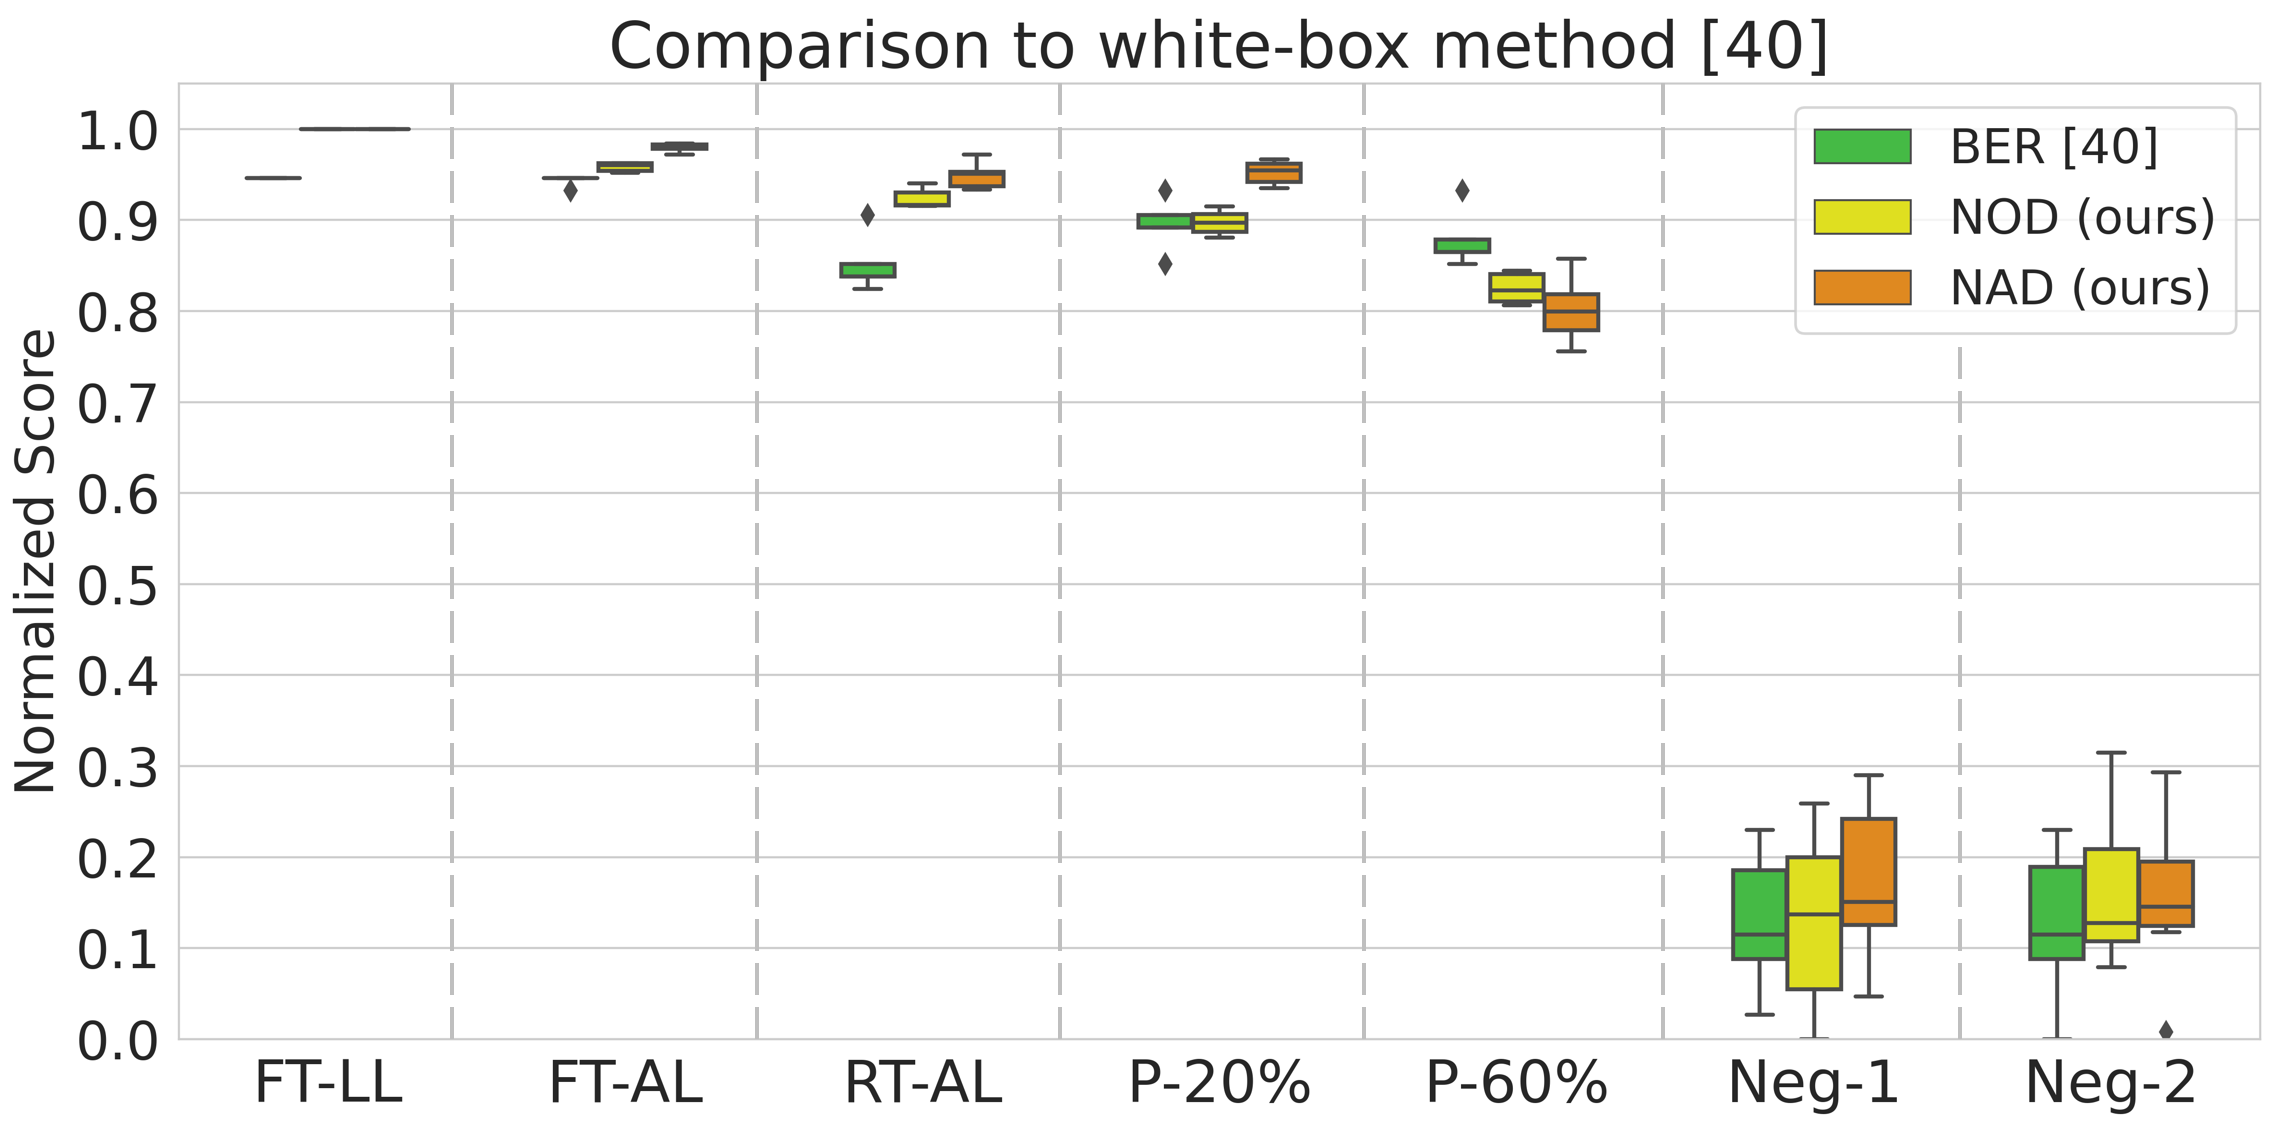 Comparison to white-box method [40]
Normalized Score
1.0
0.9
0.8
0.7
0.6
0.5
0.4
0.3
0.2
0.1
0.0
BER [40]
NOD (ours)
NAD (ours)
FT-LL FT-AL RT-AL P-20% P-60% Neg-1 Neg-2